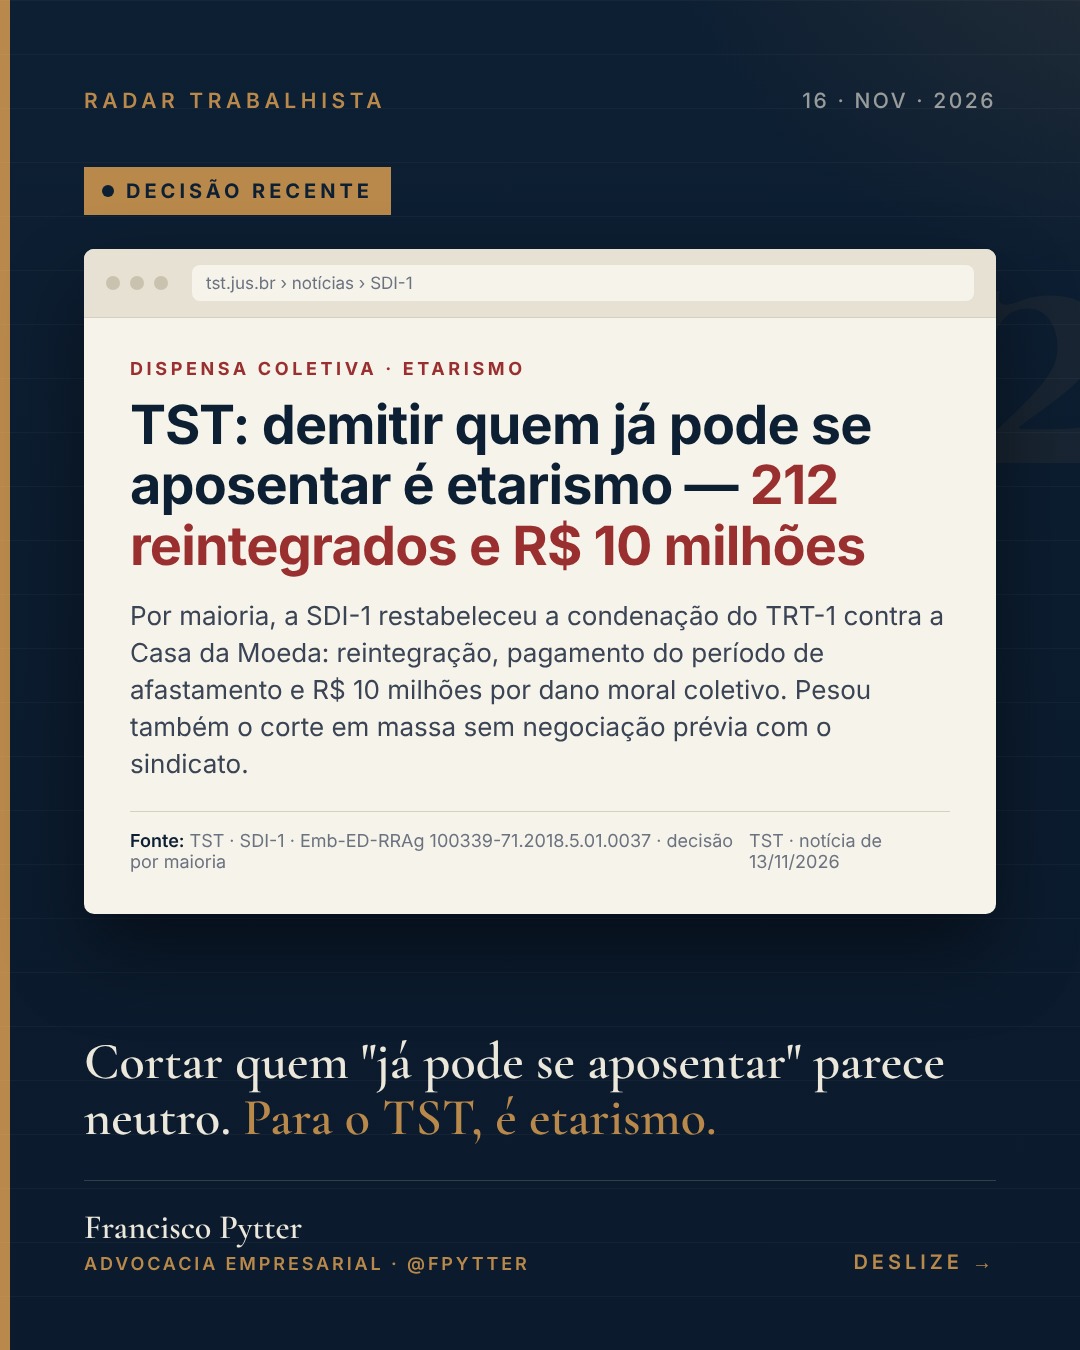 RADAR TRABALHISTA
16 · NOV · 2026
● DECISÃO RECENTE
tst.jus.br › notícias › SDI-1
DISPENSA COLETIVA · ETARISMO
TST: demitir quem já pode se
aposentar é etarismo — 212
reintegrados e R$ 10 milhões
Por maioria, a SDI-1 restabeleceu a condenação do TRT-1 contra a
Casa da Moeda: reintegração, pagamento do período de
afastamento e R$ 10 milhões por dano moral coletivo. Pesou
também o corte em massa sem negociação prévia com o
sindicato.
Fonte: TST · SDI-1 · Emb-ED-RRAg 100339-71.2018.5.01.0037 · decisão
por maioria
TST · notícia de
13/11/2026
2
Cortar quem "já pode se aposentar" parece
neutro. Para o TST, é etarismo.
Francisco Pytter
ADVOCACIA EMPRESARIAL · @FPYTTER
DESLIZE →